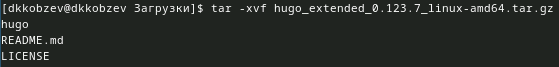 [dkkobzev@dkkobzev Загрузки]$ tar -xvf hugo_extended_0.123.7_linux-amd64.tar.gz
hugo
README.md
LICENSE